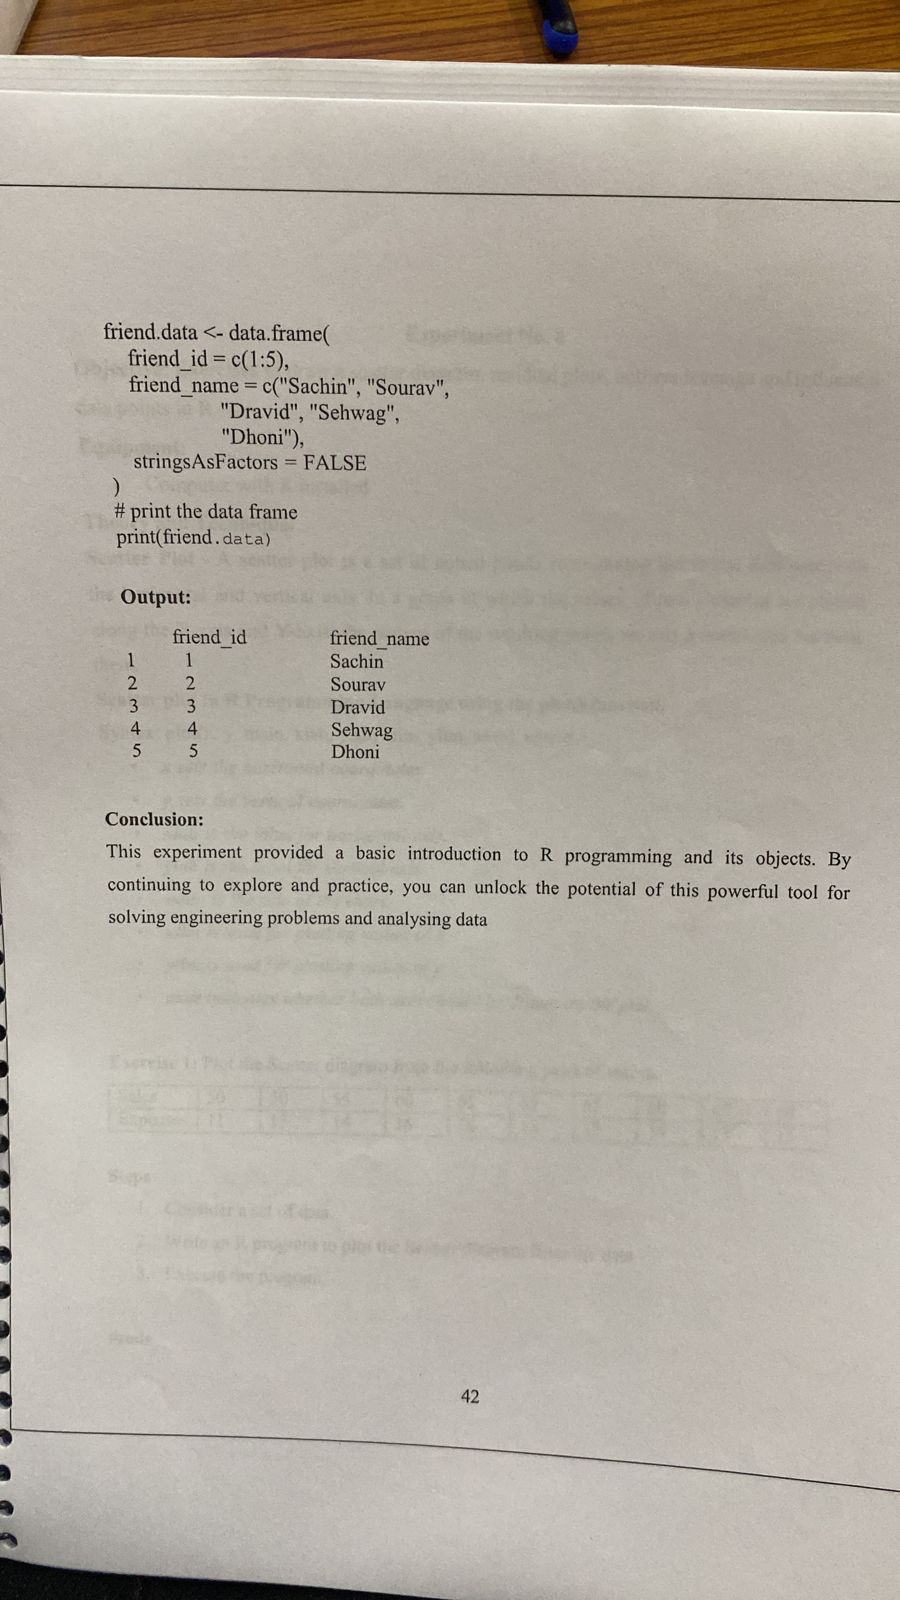 friend.data <- data.frame(
friend_id = c(1:5),
friend_name = c("Sachin", "Sourav",
"Dravid", "Sehwag",
"Dhoni"),
stringsAsFactors = FALSE
)
# print the data frame
print(friend.data)
Output:
friend_id friend_name
1 1 Sachin
2 2 Sourav
3 3 Dravid
4 4 Sehwag
5 5 Dhoni
Conclusion:
This experiment provided a basic introduction to R programming and its objects. By
continuing to explore and practice, you can unlock the potential of this powerful tool for
solving engineering problems and analysing data
42